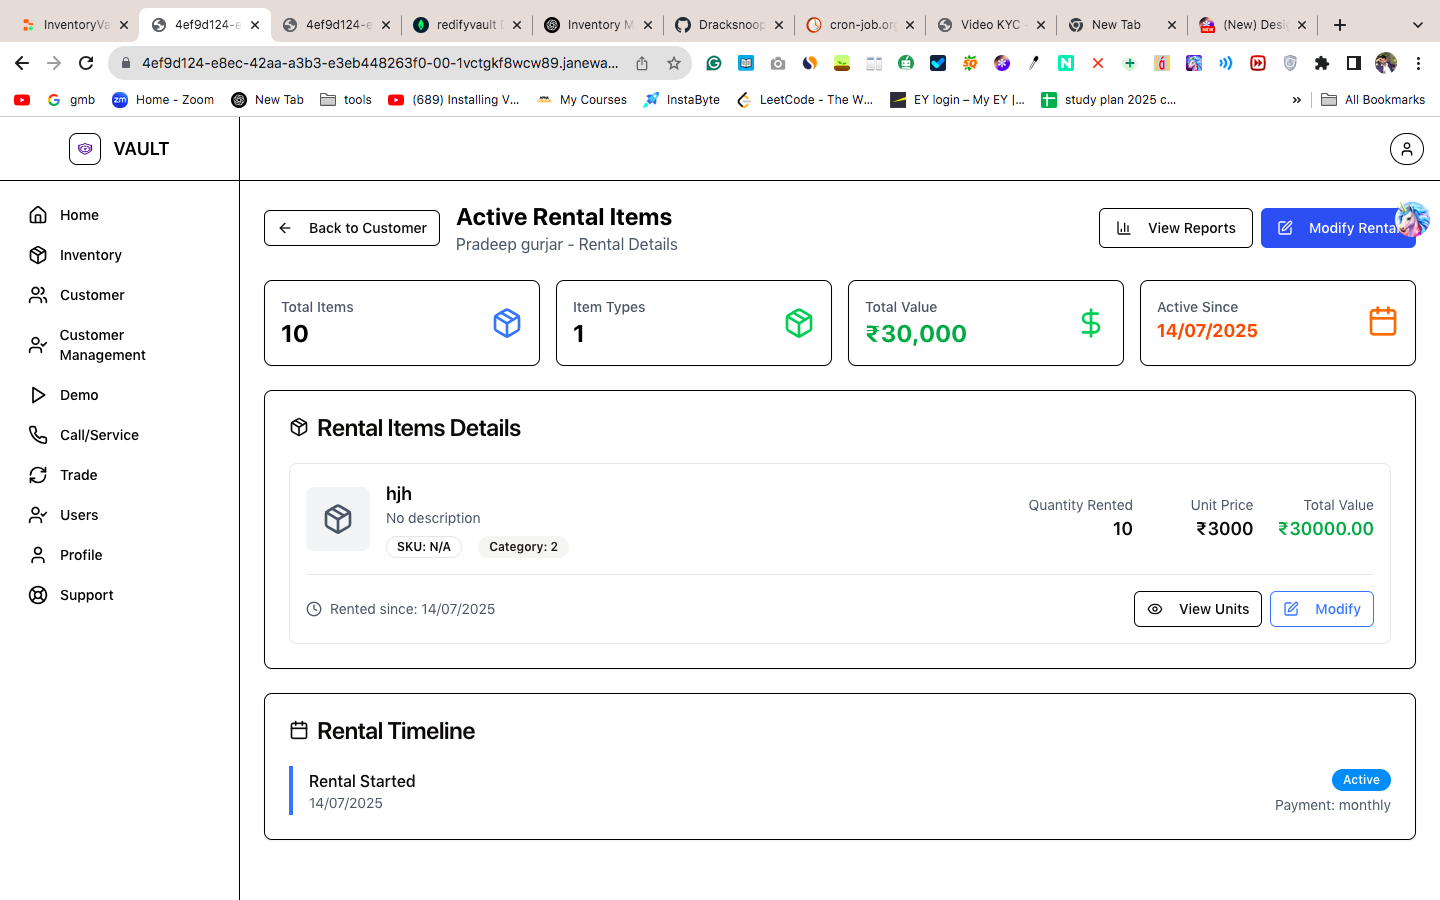 InventoryVa
4ef9d124-e
4ef9d124-e
redifyvault
Inventory M
Dracksnoop
cron-job.org
Video KYC -
New Tab
(New) Desig
4ef9d124-e8ec-42aa-a3b3-e3eb448263f0-00-1vctgkf8wcw89.janewa...
gmb
Home - Zoom
New Tab
tools
(689) Installing V...
My Courses
InstaByte
LeetCode - The W...
EY login – My EY |...
study plan 2025 c...
»
All Bookmarks
VAULT
Home
Inventory
Customer
Customer
Management
Demo
Call/Service
Trade
Users
Profile
Support
Back to Customer
Active Rental Items
Pradeep gurjar - Rental Details
View Reports
Modify Rental
Total Items
10
Item Types
1
Total Value
₹30,000
Active Since
14/07/2025
Rental Items Details
hjh
No description
SKU: N/A
Category: 2
Quantity Rented
10
Unit Price
₹3000
Total Value
₹30000.00
Rented since: 14/07/2025
View Units
Modify
Rental Timeline
Rental Started
14/07/2025
Active
Payment: monthly